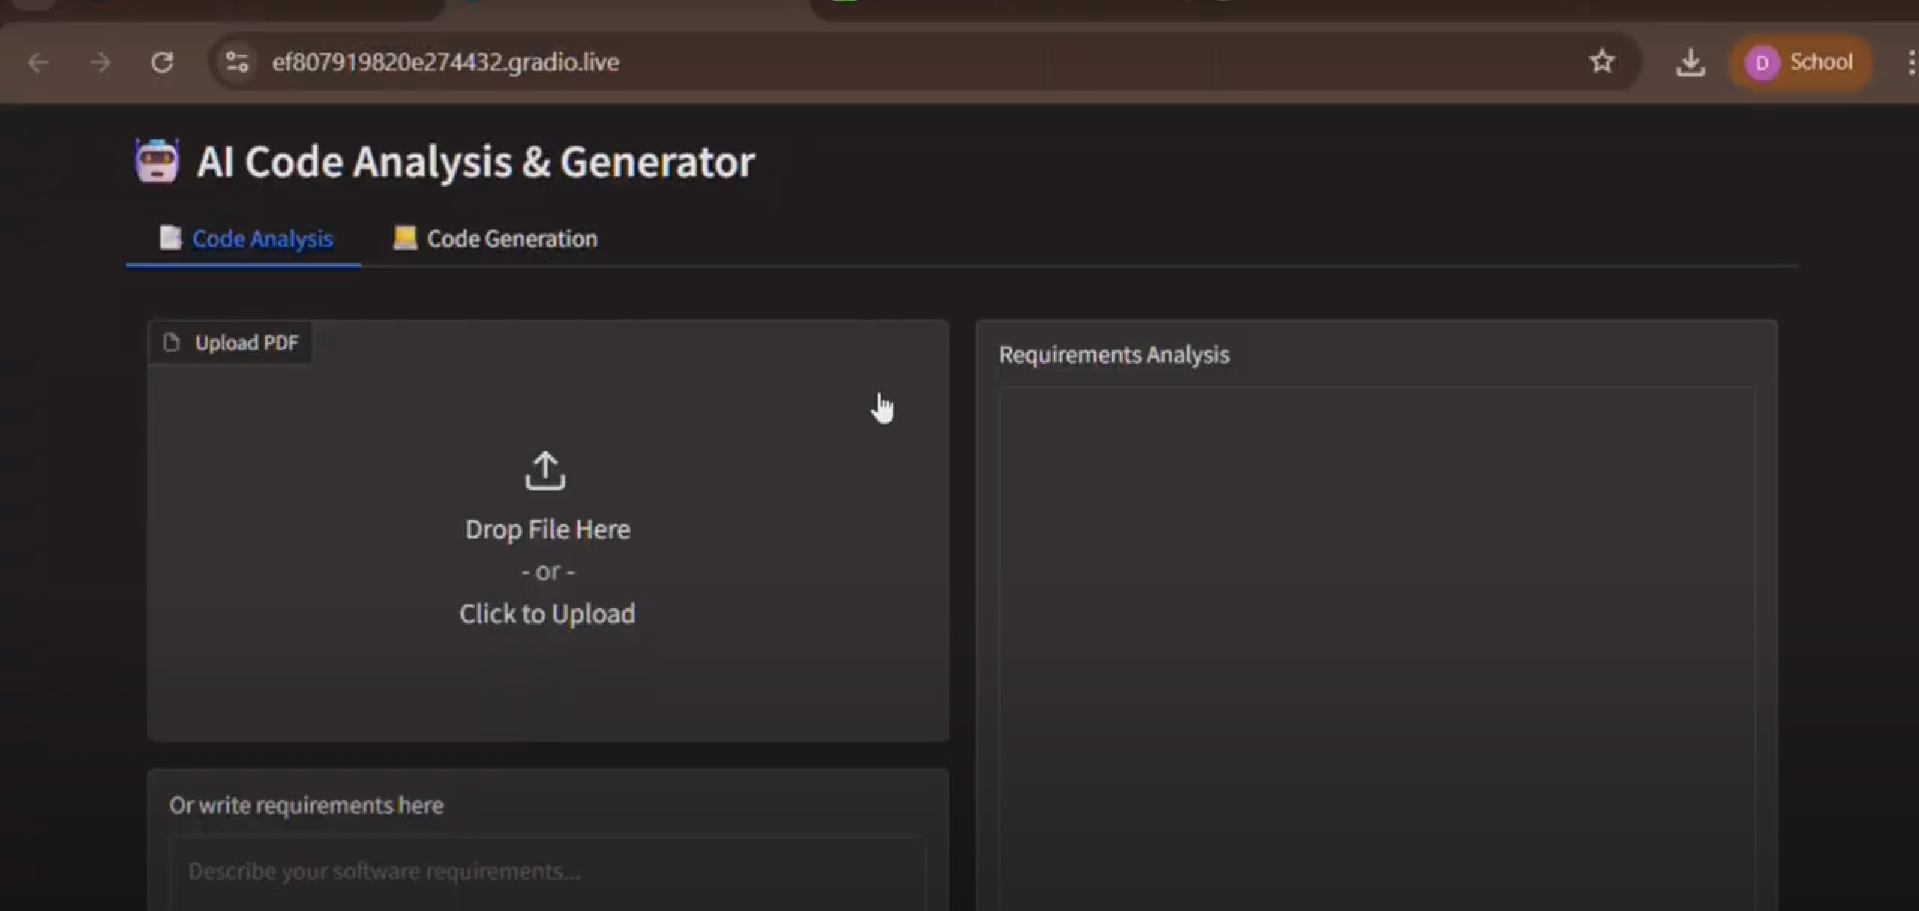 ef807919820e274432.gradio.live
D School
AI Code Analysis & Generator
Code Analysis
Code Generation
Upload PDF
Drop File Here
- or -
Click to Upload
Requirements Analysis
Or write requirements here
Describe your software requirements...